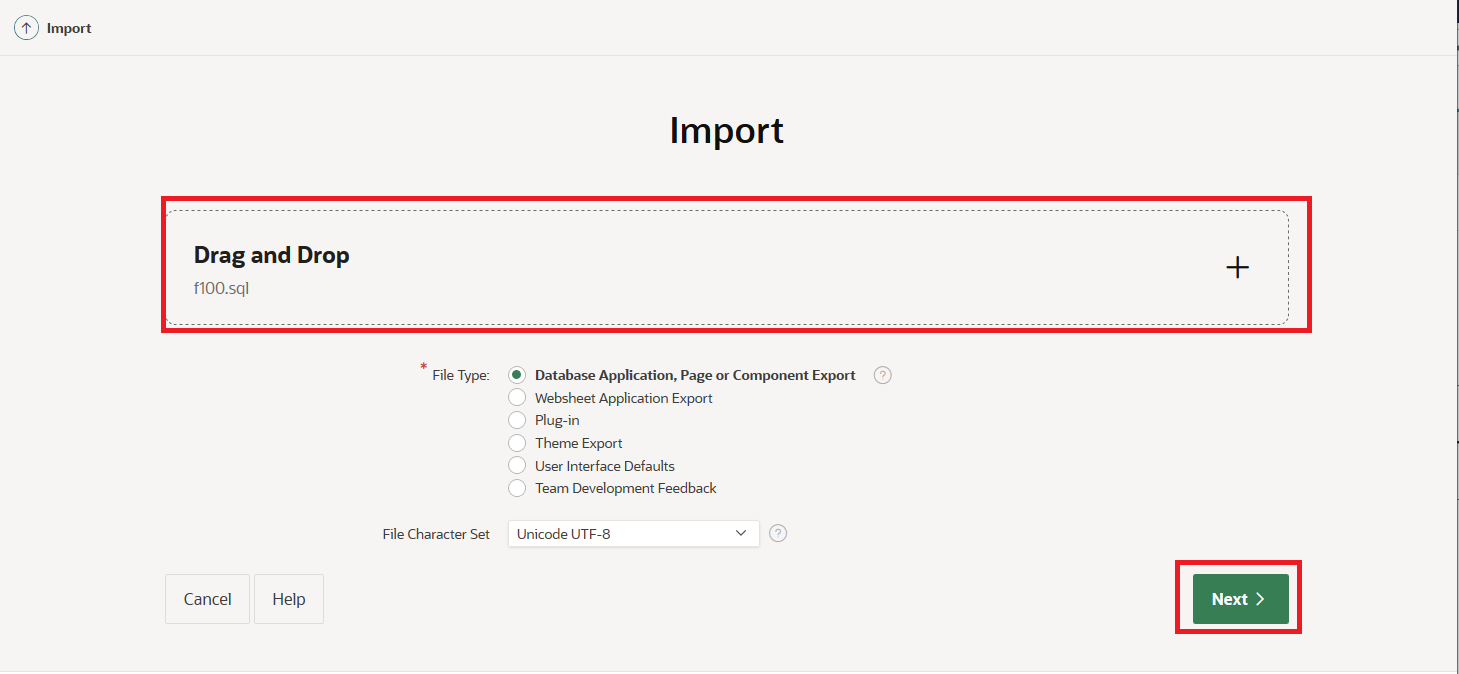 Import
Import
Drag and Drop
f100.sql
* File Type:
Database Application, Page or Component Export ?
Websheet Application Export
Plug-in
Theme Export
User Interface Defaults
Team Development Feedback
File Character Set Unicode UTF-8 ?
Cancel Help Next